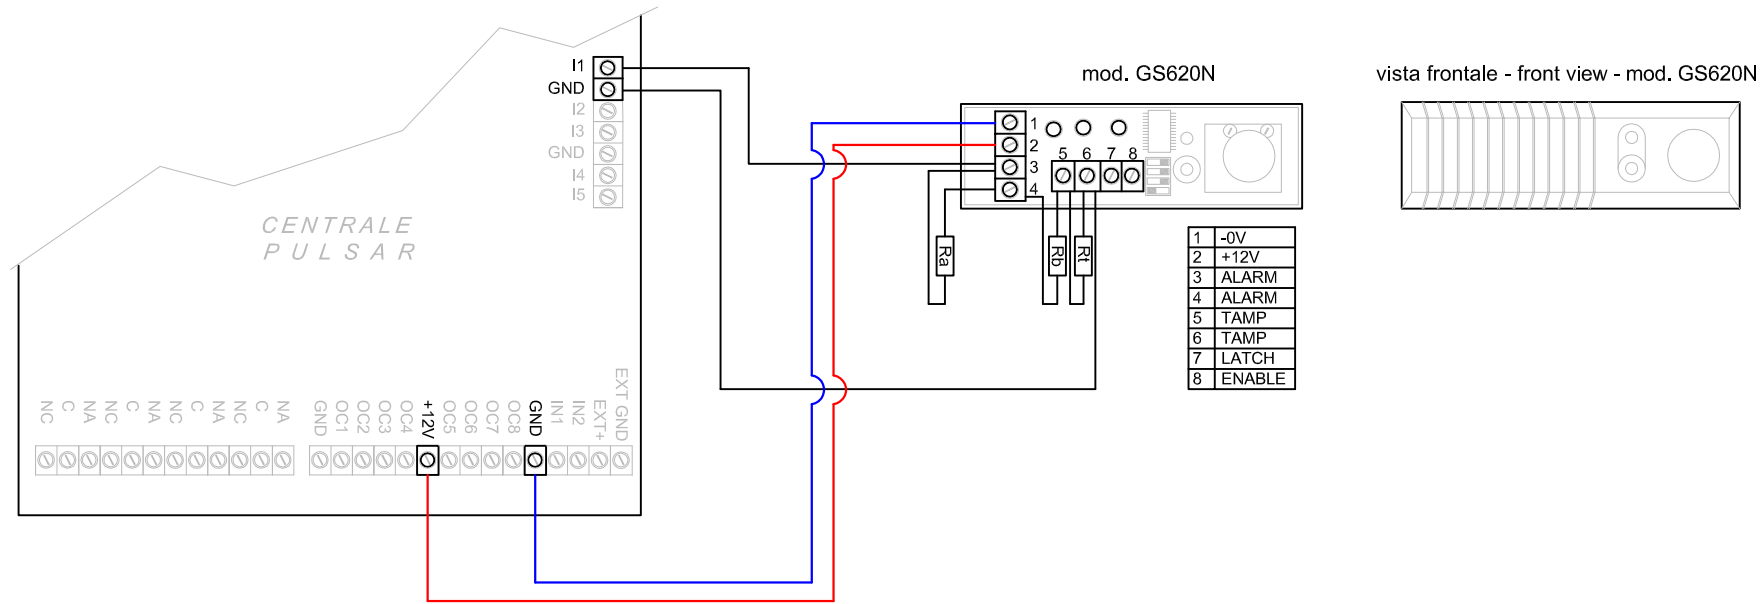 mod. GS620N
vista frontale - front view - mod. GS620N
I1
GND
I2
I3
GND
I4
I5
CENTRALE
PULSAR
1
2
3
4
5 6 7 8
Ra
Rb
Rt
1 -0V
2 +12V
3 ALARM
4 ALARM
5 TAMP
6 TAMP
7 LATCH
8 ENABLE
NC C NA NC C NA NC C NA NC C NA
GND OC1 OC2 OC3 OC4 +12V OC5 OC6 OC7 OC8 GND IN1 IN2 EXT+ EXT GND